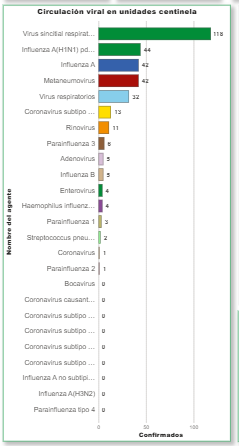 Circulación viral en unidades centinela
Virus sincitial respirat... 118
Influenza A(H1N1) pd... 44
Influenza A 42
Metaneumovirus 42
Virus respiratorios 32
Coronavirus subtipo ... 13
Rinovirus 11
Parainfluenza 3 6
Adenovirus 5
Influenza B 5
Enterovirus 4
Haemophilus influenz... 4
Parainfluenza 1 3
Streptococcus pneu... 2
Coronavirus 1
Parainfluenza 2 1
Bocavirus 0
Coronavirus causant... 0
Coronavirus subtipo ... 0
Coronavirus subtipo ... 0
Coronavirus subtipo ... 0
Coronavirus subtipo ... 0
Influenza A no subtipi... 0
Influenza A(H3N2) 0
Parainfluenza tipo 4 0
0 50 100
Confirmados
Nombre del agente